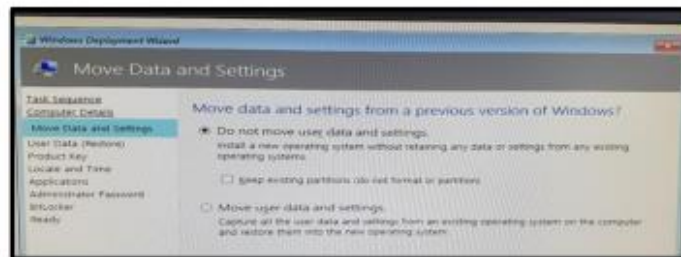 Windows Deployment Wizard
Move Data and Settings
Task Sequence
Computer Details
Move Data and Settings
User Data (Restore)
Product Key
Locale and Time
Applications
Administrator Password
BitLocker
Ready
Move data and settings from a previous version of Windows?
Do not move user data and settings.
Install a new operating system without retaining any data or settings from any existing
operating systems.
Keep existing partitions (do not format or partition)
Move user data and settings.
Capture all the user data and settings from an existing operating system on the computer
and restore them into the new operating system.